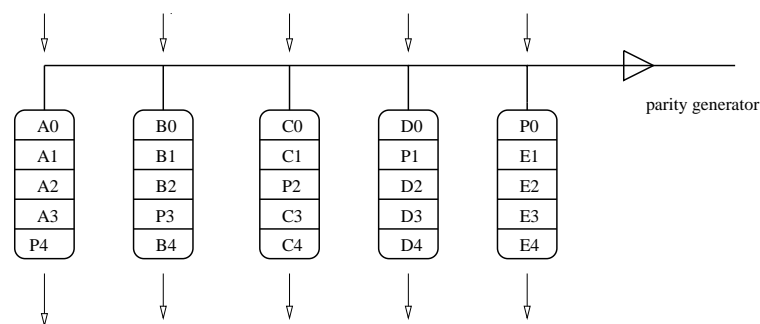 parity generator
A0 B0 C0 D0 P0
A1 B1 C1 P1 E1
A2 B2 P2 D2 E2
A3 P3 C3 D3 E3
P4 B4 C4 D4 E4